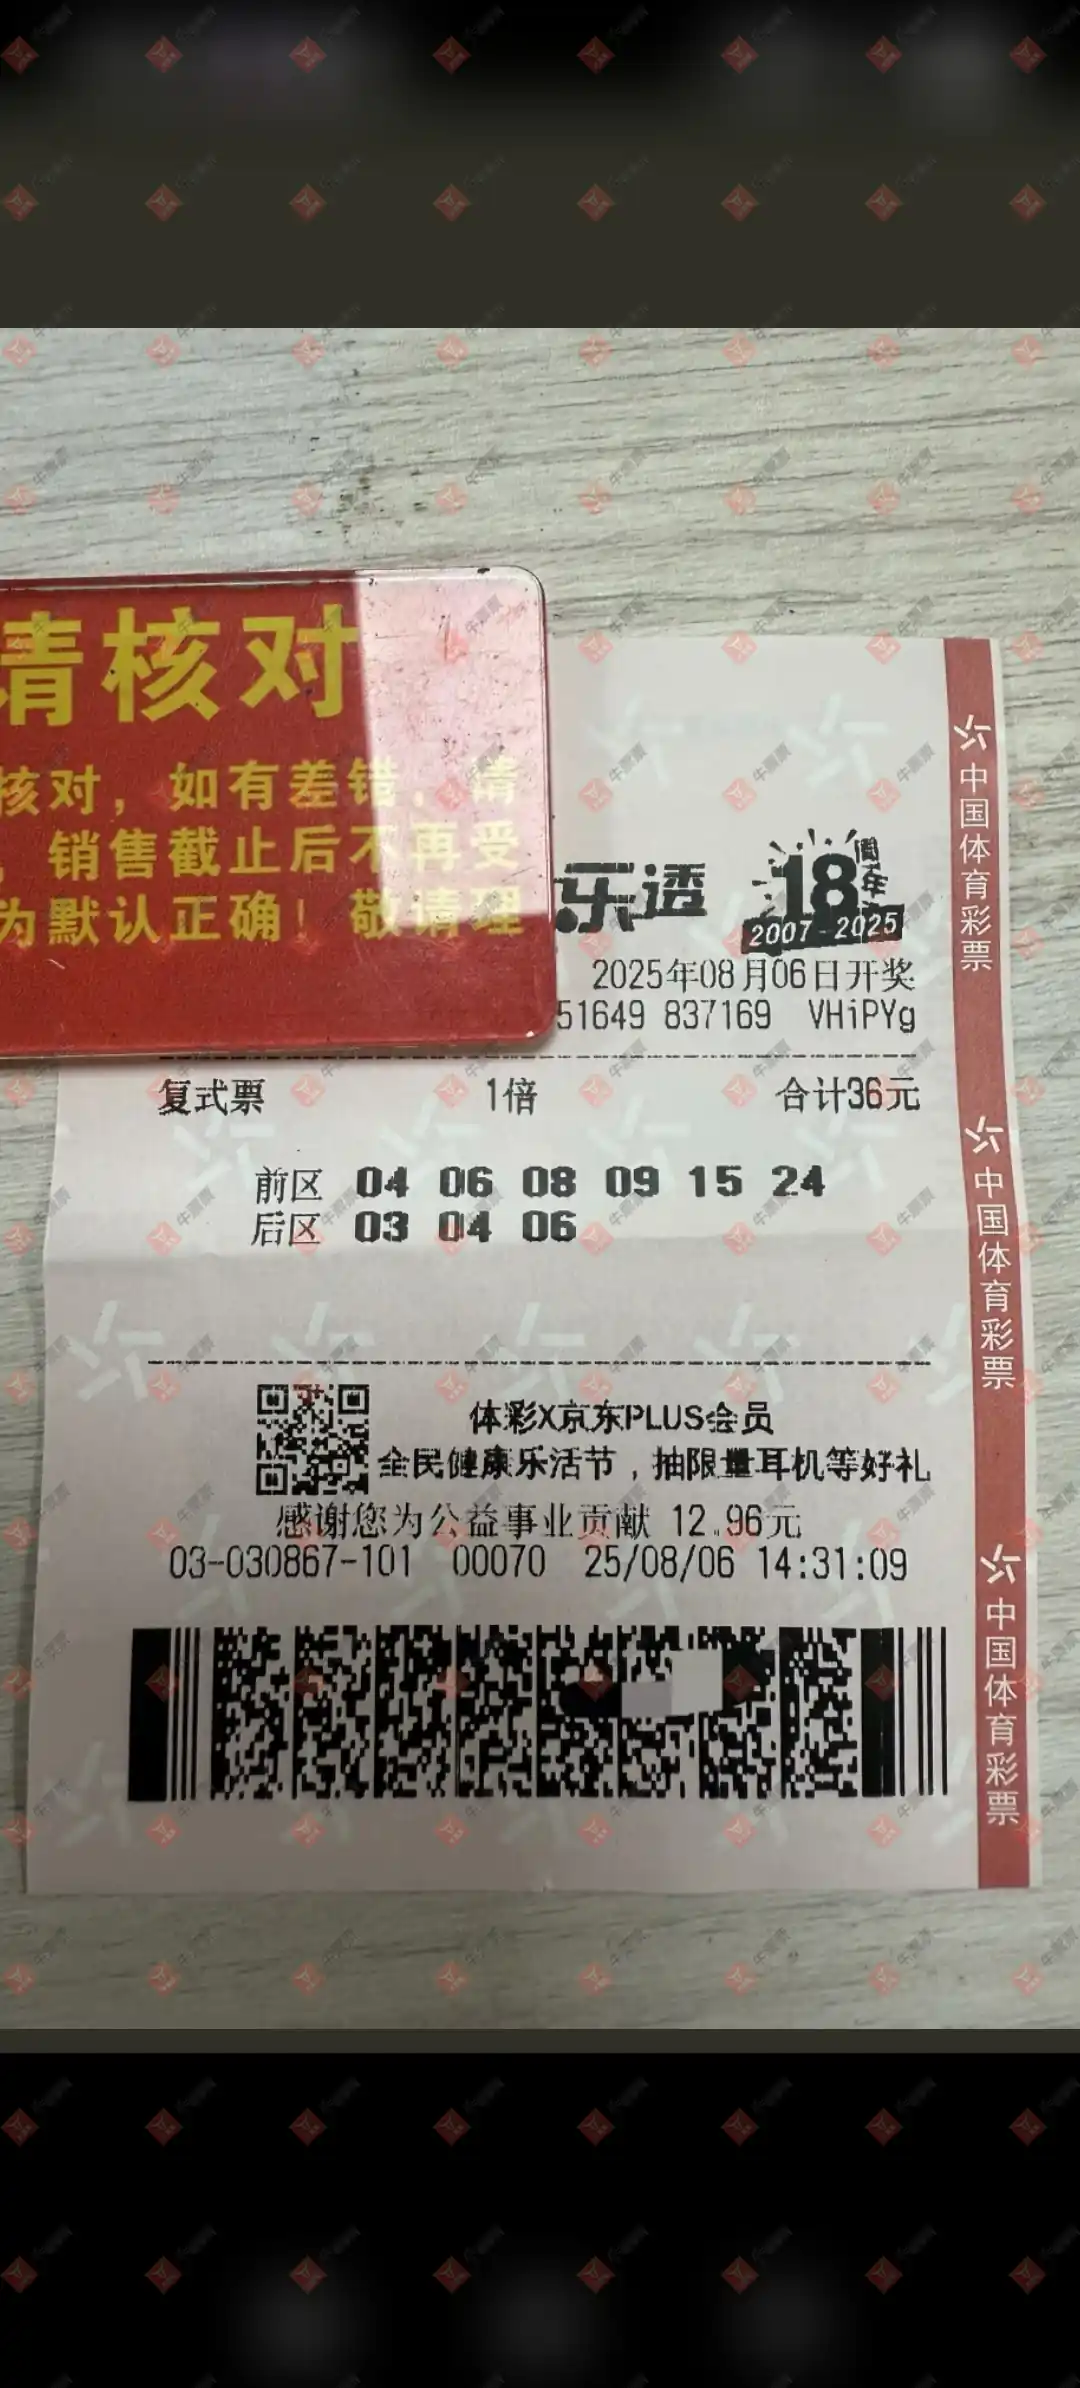 请核对
核对，如有差错，请
，销售截止后不再受
为默认正确！敬请理
乐透
18周年
2007-2025
2025年08月06日开奖
51649 837169 VHiPYg
复式票 1倍 合计36元
前区 04 06 08 09 15 24
后区 03 04 06
体彩X京东PLUS会员
全民健康乐活节，抽限量耳机等好礼
感谢您为公益事业贡献 12.96元
03-030867-101 00070 25/08/06 14:31:09
中国体育彩票
中国体育彩票
中国体育彩票